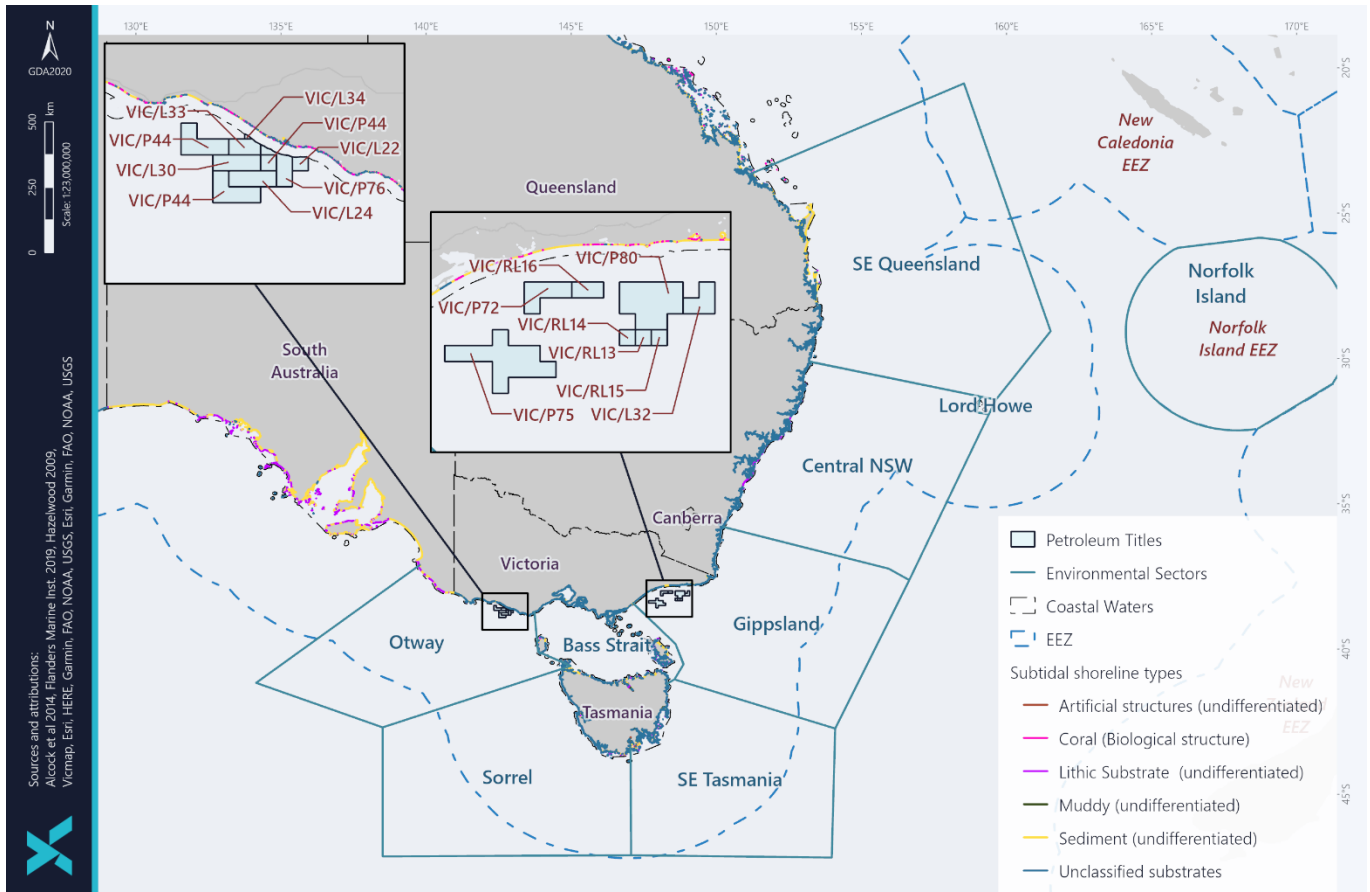 130°E
135°E
140°E
145°E
150°E
155°E
160°E
165°E
170°E
N
GDA2020
500
km
250
0
Scale: 1:23,000,000
Sources and attributions:
Alcock et al 2014, Flanders Marine Inst. 2019, Hazelwood 2009,
Vicmap, Esri, HERE, Garmin, FAO, NOAA, USGS, Esri, Garmin, FAO, NOAA, USGS
20°S
25°S
30°S
35°S
40°S
45°S
VIC/L34
VIC/L33
VIC/P44
VIC/P44
VIC/L22
VIC/L30
VIC/P76
VIC/P44
VIC/L24
VIC/P80
VIC/RL16
VIC/P72
VIC/RL14
VIC/RL13
VIC/RL15
VIC/P75
VIC/L32
Queensland
South
Australia
Victoria
Canberra
Tasmania
New
Caledonia
EEZ
SE Queensland
Norfolk
Island
Norfolk
Island EEZ
Lord Howe
Central NSW
Gippsland
Otway
Bass Strait
Sorrel
SE Tasmania
Petroleum Titles
Environmental Sectors
Coastal Waters
EEZ
Subtidal shoreline types
Artificial structures (undifferentiated)
Coral (Biological structure)
Lithic Substrate (undifferentiated)
Muddy (undifferentiated)
Sediment (undifferentiated)
Unclassified substrates
New
EEZ